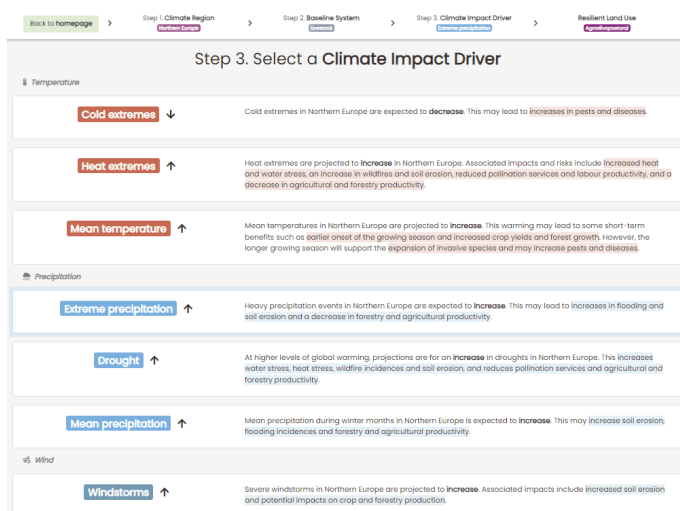 Back to homepage
Step 1. Climate Region
Northern Europe
Step 2. Baseline System
Livestock
Step 3. Climate Impact Driver
Extreme precipitation
Resilient Land Use
Agrosilvopastoral
Step 3. Select a Climate Impact Driver
Temperature
Cold extremes ↓
Cold extremes in Northern Europe are expected to decrease. This may lead to increases in pests and diseases.
Heat extremes ↑
Heat extremes are projected to increase in Northern Europe. Associated impacts and risks include increased heat
and water stress, an increase in wildfires and soil erosion, reduced pollination services and labour productivity, and a
decrease in agricultural and forestry productivity.
Mean temperature ↑
Mean temperatures in Northern Europe are projected to increase. This warming may lead to some short-term
benefits such as earlier onset of the growing season and increased crop yields and forest growth. However, the
longer growing season will support the expansion of invasive species and may increase pests and diseases.
Precipitation
Extreme precipitation ↑
Heavy precipitation events in Northern Europe are expected to increase. This may lead to increases in flooding and
soil erosion and a decrease in forestry and agricultural productivity.
Drought ↑
At higher levels of global warming, projections are for an increase in droughts in Northern Europe. This increases
water stress, heat stress, wildfire incidences and soil erosion, and reduces pollination services and agricultural and
forestry productivity.
Mean precipitation ↑
Mean precipitation during winter months in Northern Europe is expected to increase. This may increase soil erosion,
flooding incidences and forestry and agricultural productivity.
Wind
Windstorms ↑
Severe windstorms in Northern Europe are projected to increase. Associated impacts include increased soil erosion
and potential impacts on crop and forestry production.